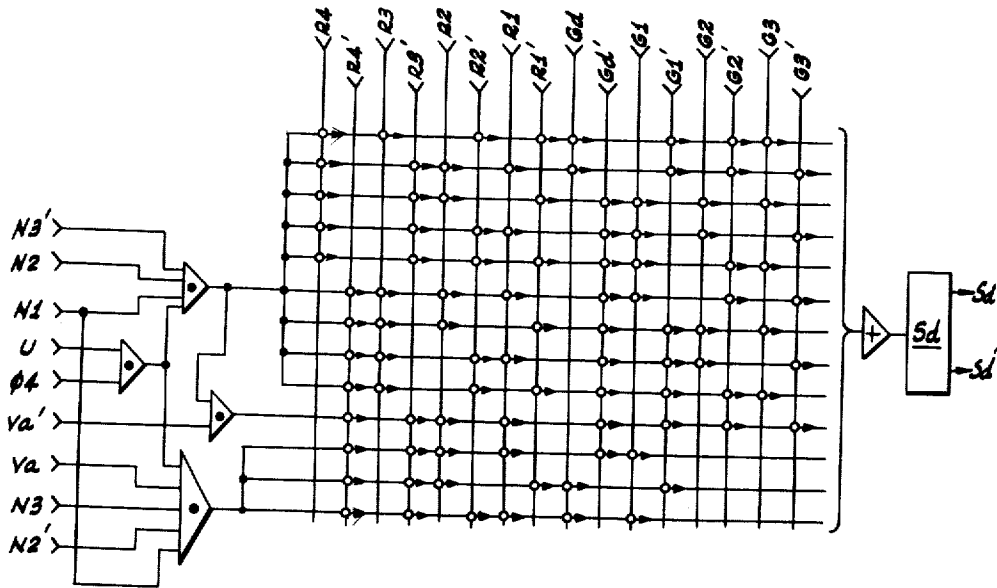 R4 R3 R2 R1 Gd G1 G2 G3
R4' R3' R2' R1' Gd' G1' G2' G3'
N3'
N2
N1
U
φ4
Va'
Va
N3
N2'
+
Sd
Sd
Sd'